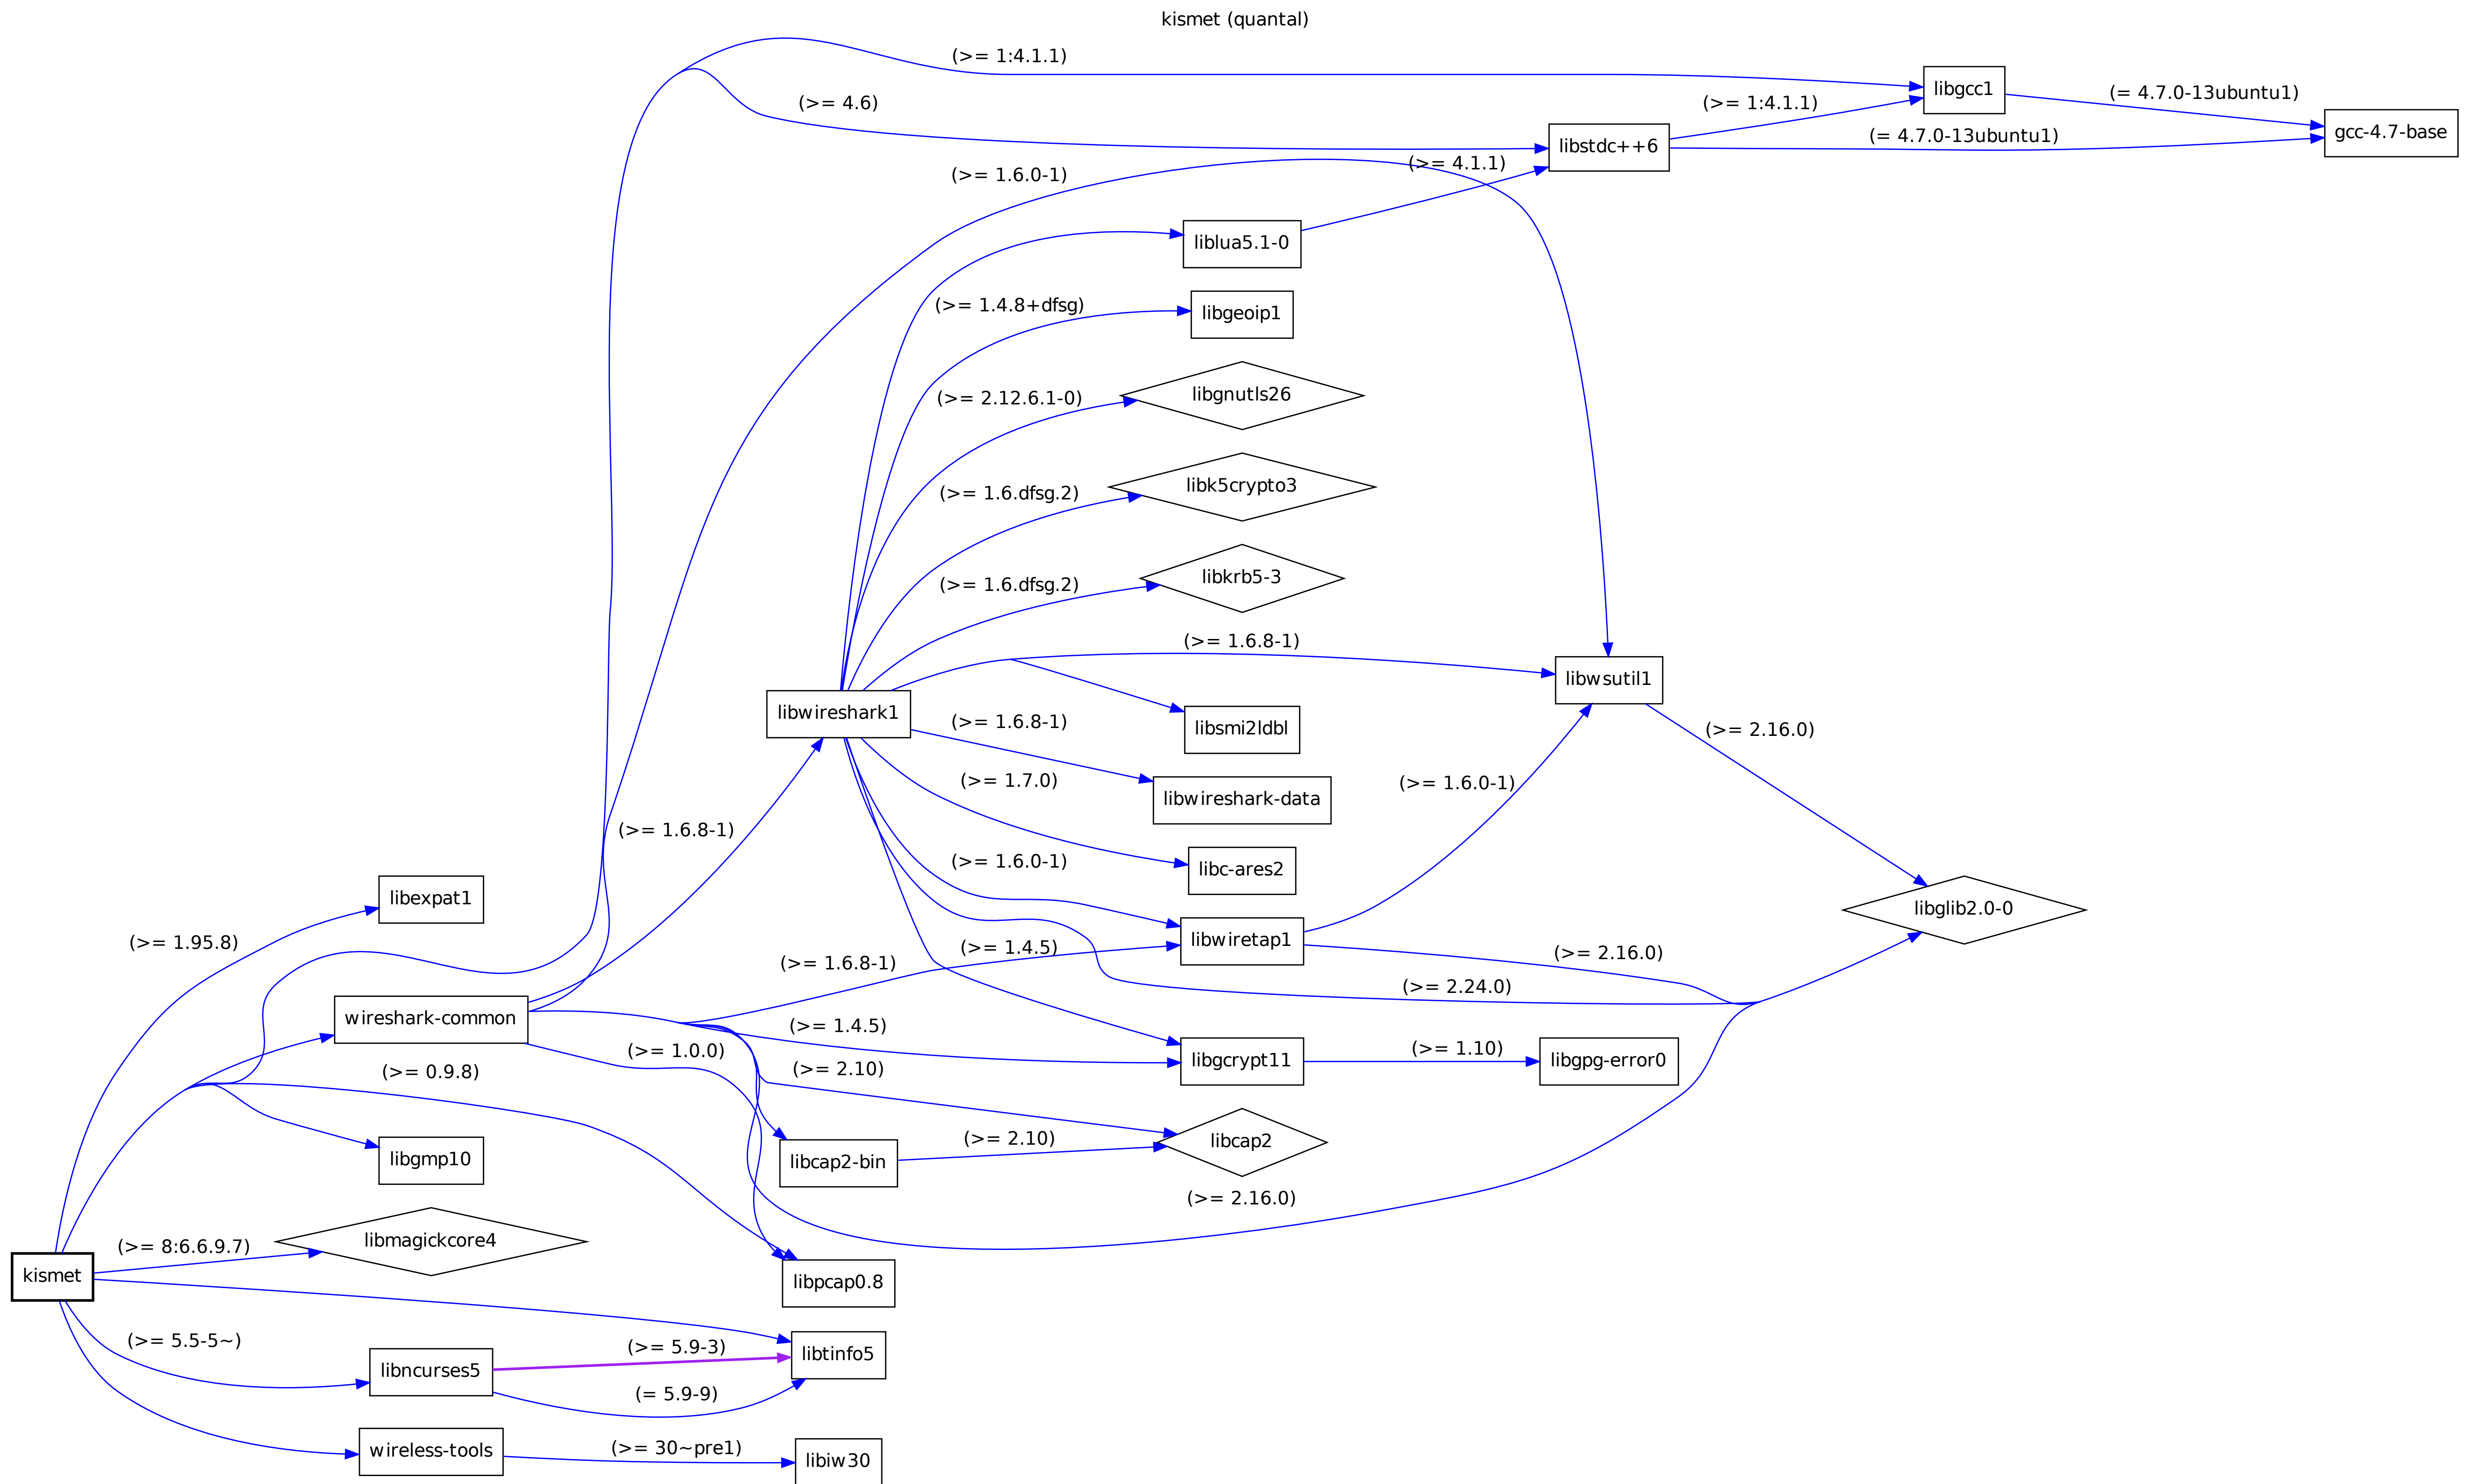 kismet (quantal)
(>= 1:4.1.1)
libgcc1
(= 4.7.0-13ubuntu1)
(>= 4.6)
(>= 1:4.1.1)
gcc-4.7-base
(= 4.7.0-13ubuntu1)
libstdc++6
(>= 4.1.1)
(>= 1.6.0-1)
liblua5.1-0
(>= 1.4.8+dfsg)
libgeoip1
(>= 2.12.6.1-0)
libgnutls26
(>= 1.6.dfsg.2)
libk5crypto3
(>= 1.6.dfsg.2)
libkrb5-3
(>= 1.6.8-1)
libwsutil1
libwireshark1
(>= 1.6.8-1)
libsmi2ldbl
(>= 2.16.0)
(>= 1.7.0)
libwireshark-data
(>= 1.6.0-1)
(>= 1.6.8-1)
(>= 1.6.0-1)
libc-ares2
libexpat1
libglib2.0-0
(>= 1.95.8)
(>= 1.4.5)
libwiretap1
(>= 2.16.0)
(>= 1.6.8-1)
(>= 2.24.0)
wireshark-common
(>= 1.4.5)
(>= 1.0.0)
libgcrypt11
(>= 1.10)
libgpg-error0
(>= 0.9.8)
(>= 2.10)
(>= 2.10)
libcap2
libgmp10
libcap2-bin
(>= 2.16.0)
(>= 8:6.6.9.7)
libmagickcore4
kismet
libpcap0.8
(>= 5.5-5~)
(>= 5.9-3)
libtinfo5
libncurses5
(= 5.9-9)
wireless-tools
(>= 30~pre1)
libiw30